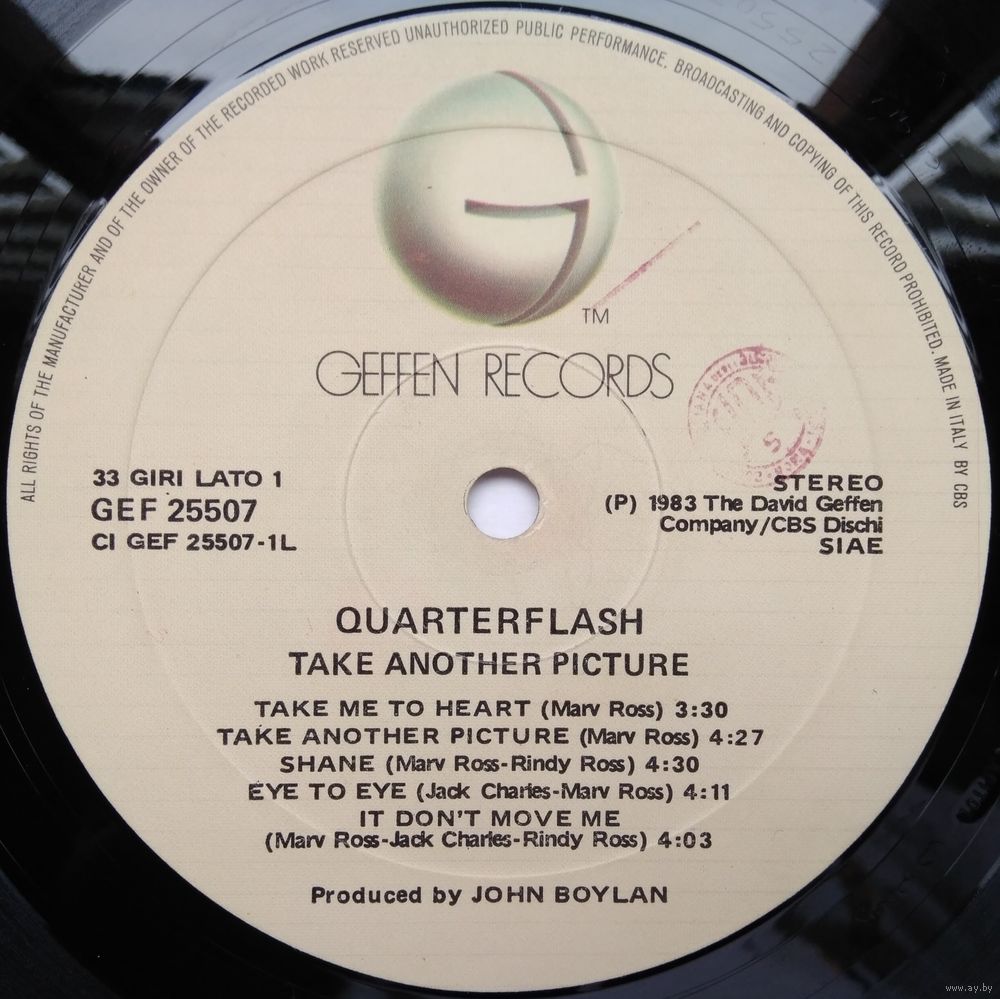 ALL RIGHTS OF THE MANUFACTURER AND OF THE OWNER OF THE RECORDED WORK RESERVED UNAUTHORIZED PUBLIC PERFORMANCE. BROADCASTING AND COPYING OF THIS RECORD PROHIBITED. MADE IN ITALY BY CBS
TM
GEFFEN RECORDS
33 GIRI LATO 1
GEF 25507
CI GEF 25507-1L
STEREO
(P) 1983 The David Geffen
Company/CBS Dischi
SIAE
QUARTERFLASH
TAKE ANOTHER PICTURE
TAKE ME TO HEART (Marv Ross) 3:30
TAKE ANOTHER PICTURE (Marv Ross) 4:27
SHANE (Marv Ross-Rindy Ross) 4:30
EYE TO EYE (Jack Charles-Marv Ross) 4:11
IT DON'T MOVE ME
(Marv Ross-Jack Charles-Rindy Ross) 4:03
Produced by JOHN BOYLAN
www.ay.by